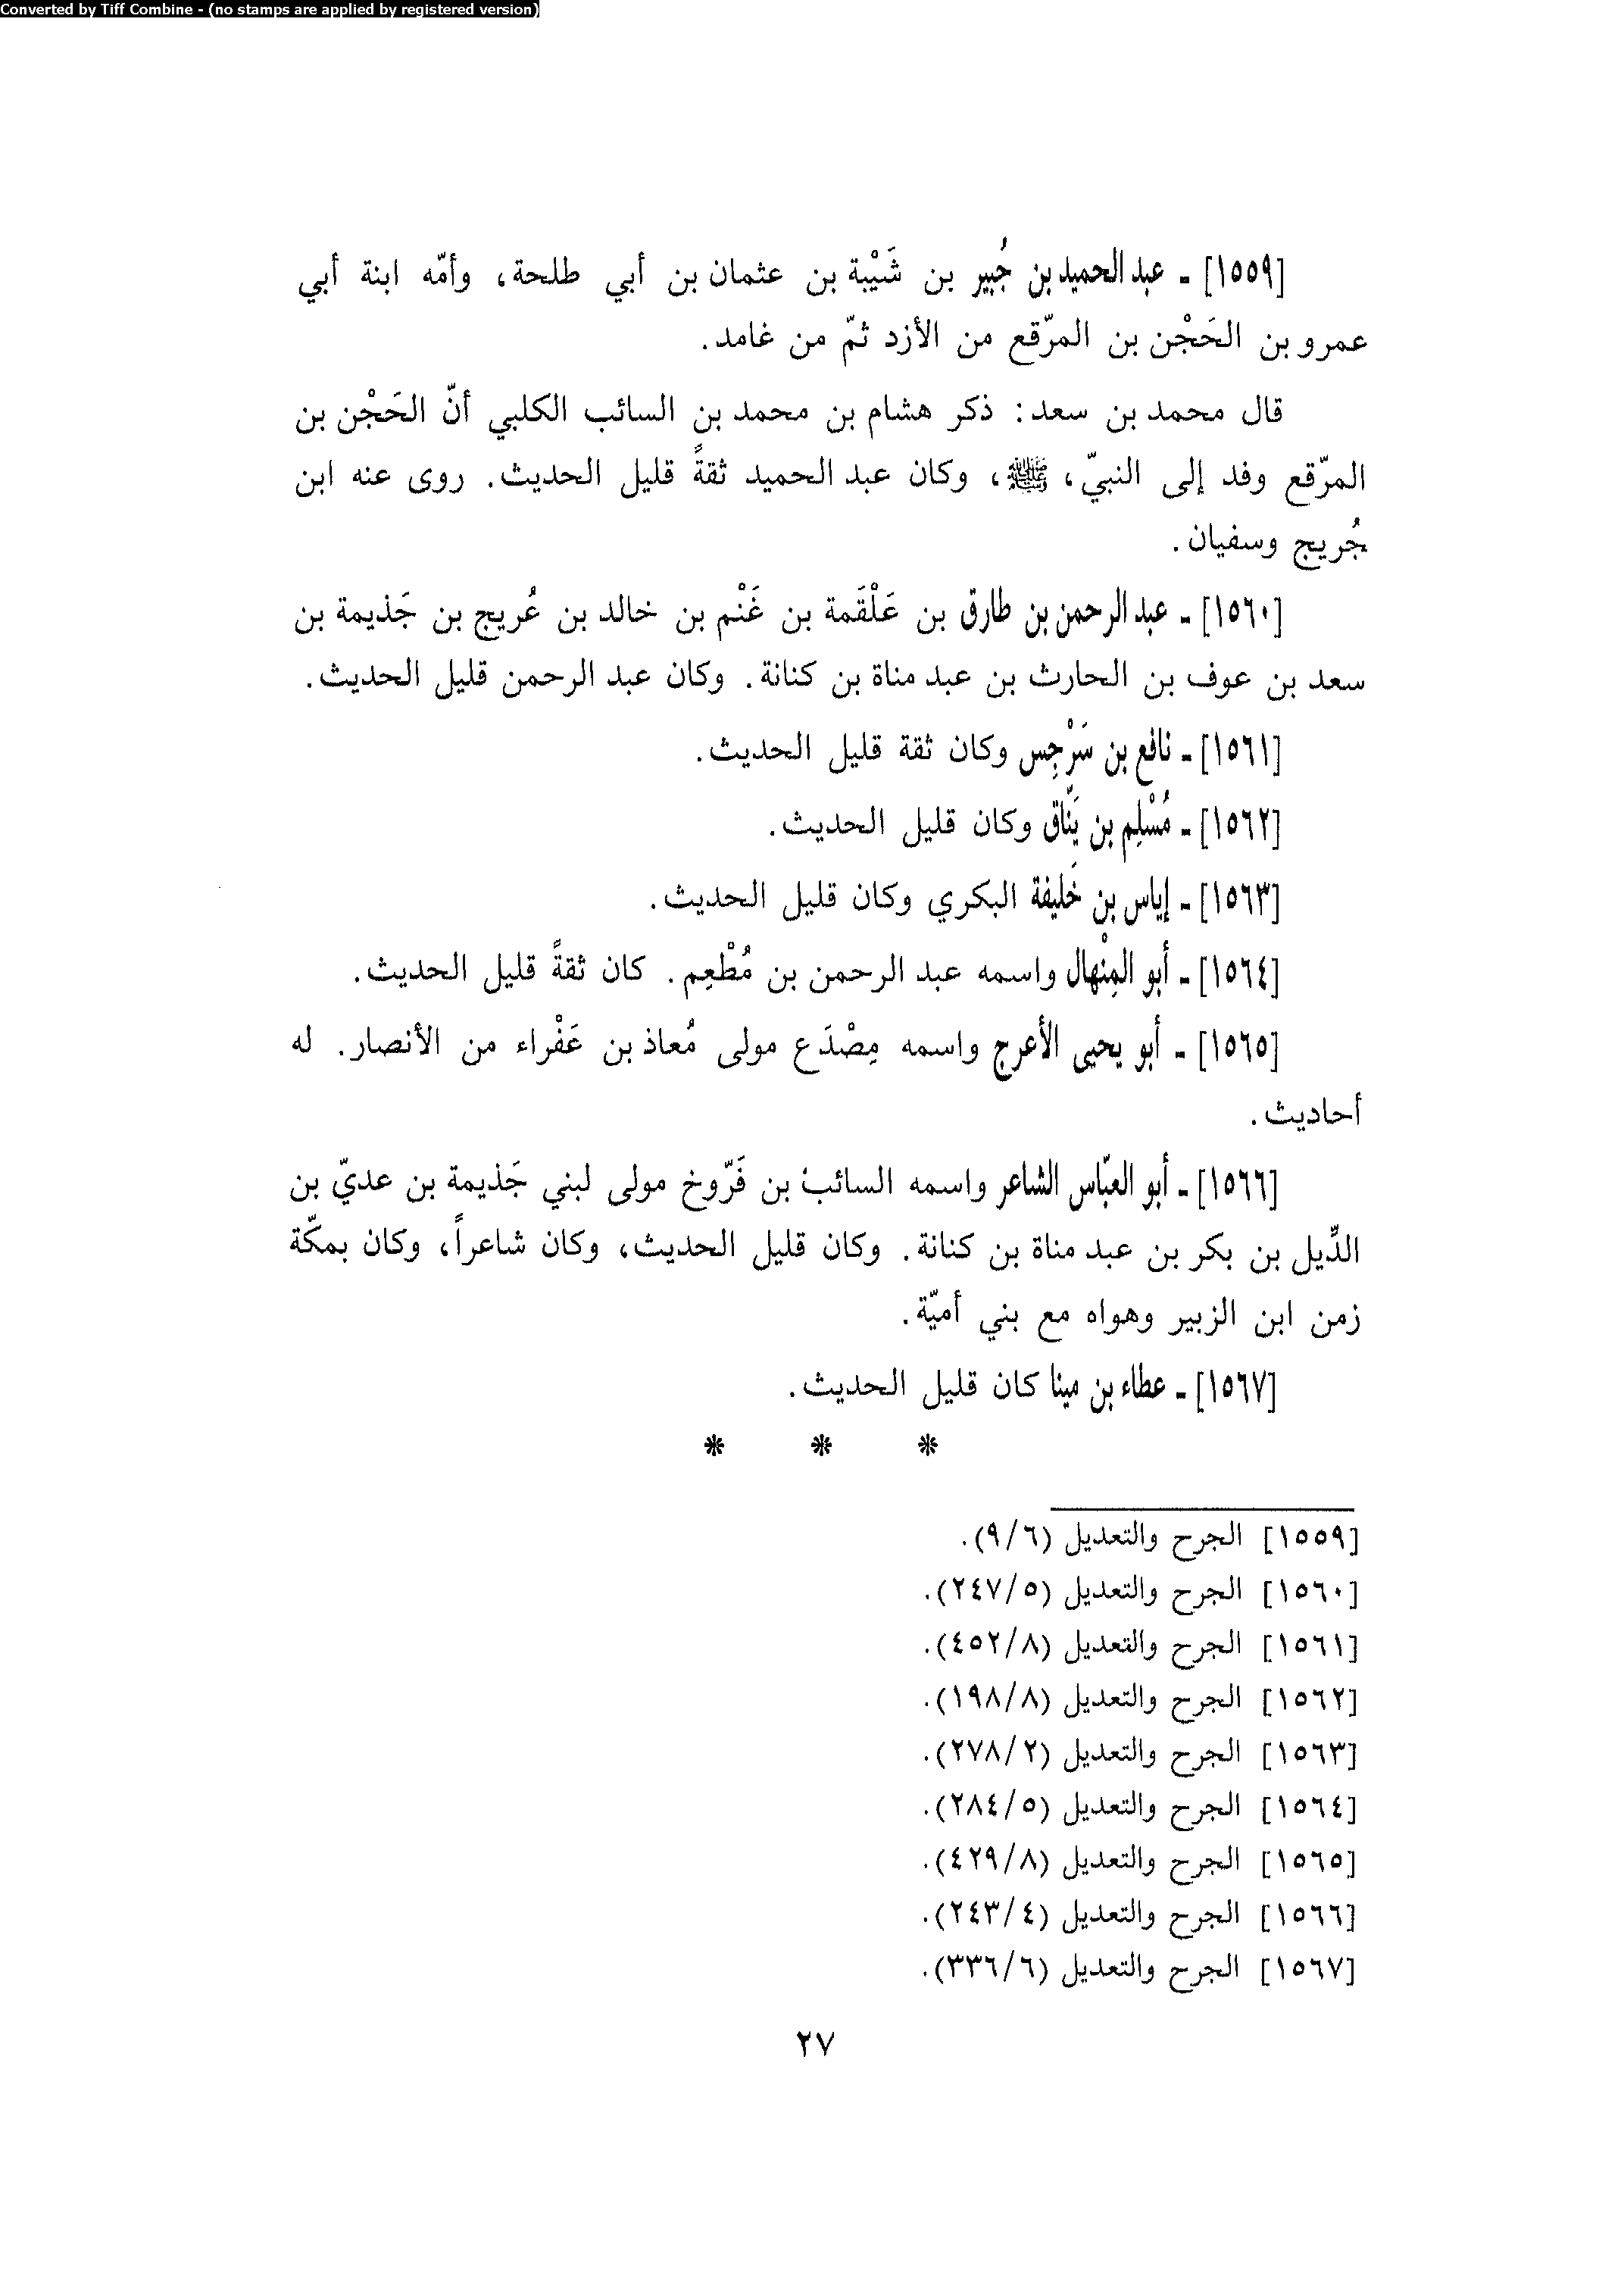 Converted by Tiff Combine - (no stamps are applied by registered version)
[١٥٥٩] ـ عبد الحميد بن جُبير بن شَيْبة بن عثمان بن أبي طلحة، وأمّه ابنة أبي
عمرو بن الحَجْن بن المرّقع من الأزد ثمّ من غامد.
قال محمد بن سعد: ذكر هشام بن محمد بن السائب الكلبي أنّ الحَجْن بن
المرّقع وفد إلى النبيّ، ﷺ، وكان عبد الحميد ثقةً قليل الحديث. روى عنه ابن
جُريج وسفيان.
[١٥٦٠] ـ عبد الرحمن بن طارق بن عَلْقَمة بن غَنْم بن خالد بن عُريج بن جَذيمة بن
سعد بن عوف بن الحارث بن عبد مناة بن كنانة. وكان عبد الرحمن قليل الحديث.
[١٥٦١] ـ نافع بن سَرْجِس وكان ثقة قليل الحديث.
[١٥٦٢] ـ مُسْلِم بن يَنّاق وكان قليل الحديث.
[١٥٦٣] ـ إياس بن خَليفة البكري وكان قليل الحديث.
[١٥٦٤] ـ أبو المِنْهال واسمه عبد الرحمن بن مُطْعِم. كان ثقةً قليل الحديث.
[١٥٦٥] ـ أبو يحيى الأعرج واسمه مِصْدَع مولى مُعاذ بن عَفْراء من الأنصار. له
أحاديث.
[١٥٦٦] ـ أبو العبّاس الشاعر واسمه السائب بن فَرّوخ مولى لبني جَذيمة بن عديّ بن
الدِّيل بن بكر بن عبد مناة بن كنانة. وكان قليل الحديث، وكان شاعراً، وكان بمكّة
زمن ابن الزبير وهواه مع بني أميّة.
[١٥٦٧] ـ عطاء بن مينا كان قليل الحديث.
* * *
[١٥٥٩] الجرح والتعديل (٦/ ٩).
[١٥٦٠] الجرح والتعديل (٥/ ٢٤٧).
[١٥٦١] الجرح والتعديل (٨/ ٤٥٢).
[١٥٦٢] الجرح والتعديل (٨/ ١٩٨).
[١٥٦٣] الجرح والتعديل (٢/ ٢٧٨).
[١٥٦٤] الجرح والتعديل (٥/ ٢٨٤).
[١٥٦٥] الجرح والتعديل (٨/ ٤٢٩).
[١٥٦٦] الجرح والتعديل (٤/ ٢٤٣).
[١٥٦٧] الجرح والتعديل (٦/ ٣٣٦).
٢٧